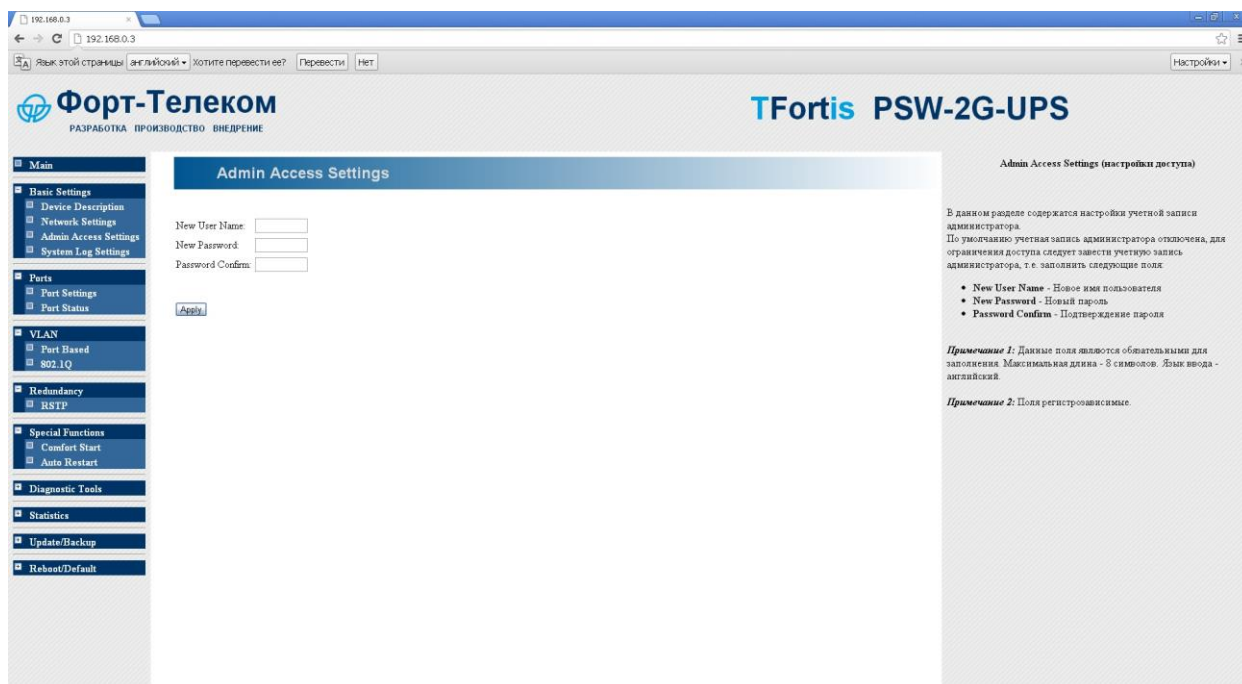 192.168.0.3
192.168.0.3
Язык этой страницы английский Хотите перевести ее? Перевести Нет Настройки
Форт-Телеком
РАЗРАБОТКА ПРОИЗВОДСТВО ВНЕДРЕНИЕ
TFortis PSW-2G-UPS
Main
Basic Settings
Device Description
Network Settings
Admin Access Settings
System Log Settings
Ports
Port Settings
Port Status
VLAN
Port Based
802.1Q
Redundancy
RSTP
Special Functions
Comfort Start
Auto Restart
Diagnostic Tools
Statistics
Update/Backup
Reboot/Default
Admin Access Settings
New User Name:
New Password:
Password Confirm:
Apply
Admin Access Settings (настройки доступа)
В данном разделе содержатся настройки учетной записи
администратора.
По умолчанию учетная запись администратора отключена, для
ограничения доступа следует завести учетную запись
администратора, т.е. заполнить следующие поля:
• New User Name - Новое имя пользователя
• New Password - Новый пароль
• Password Confirm - Подтверждение пароля
Примечание 1: Данные поля являются обязательными для
заполнения. Максимальная длина - 8 символов. Язык ввода -
английский.
Примечание 2: Поля регистрозависимые.